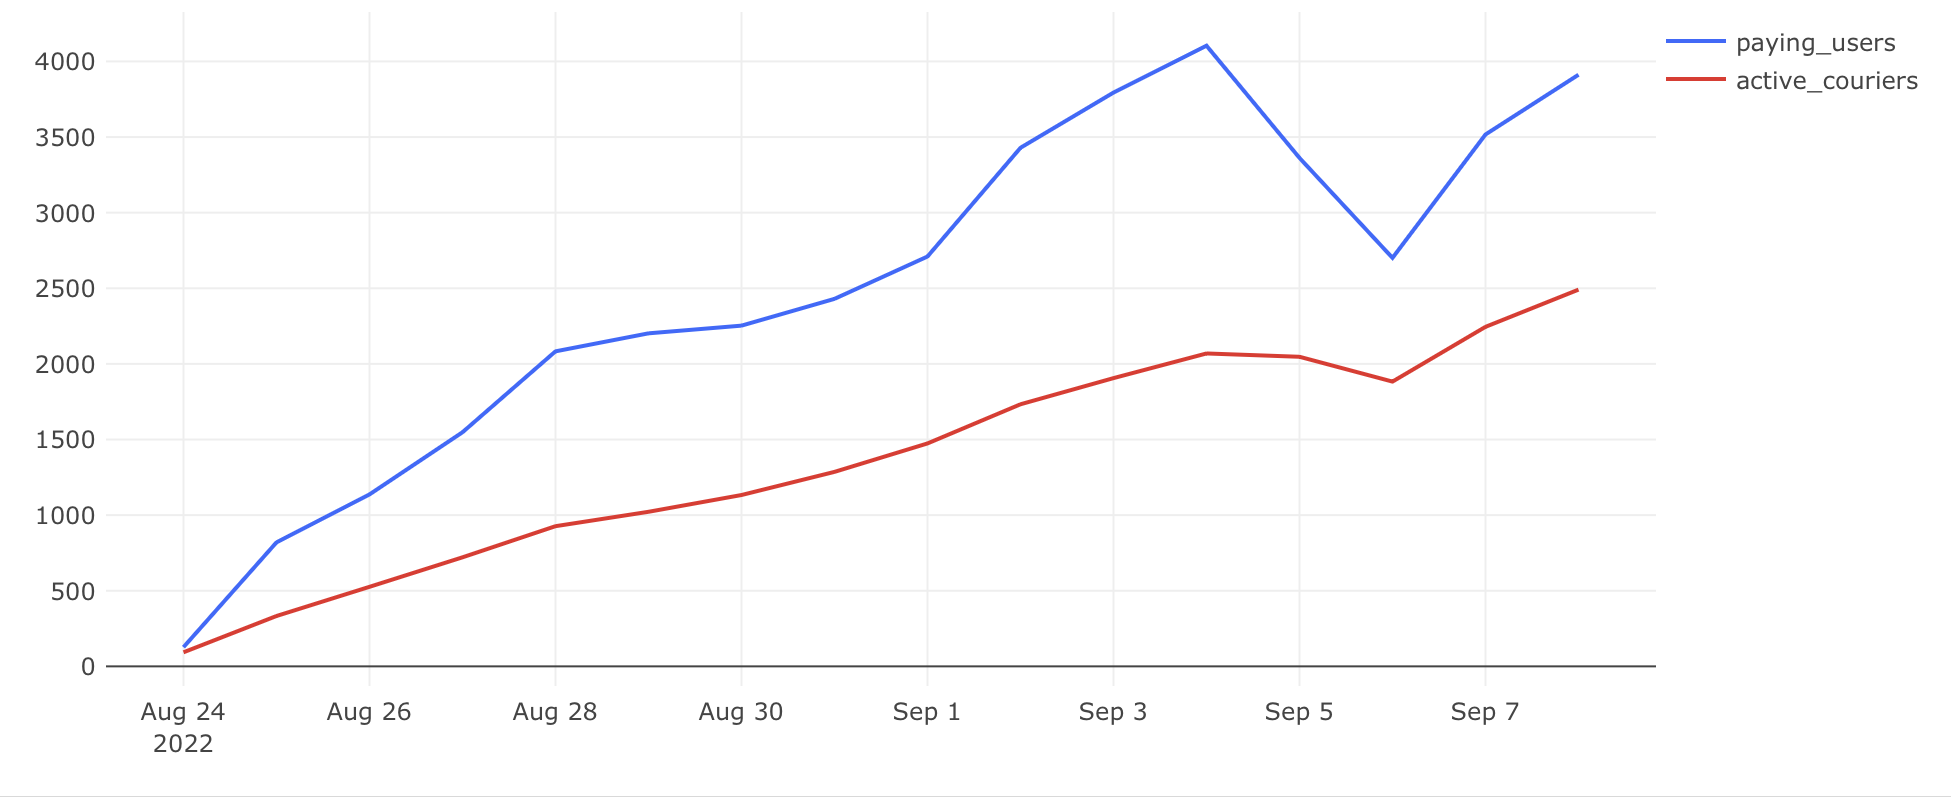 4000
3500
3000
2500
2000
1500
1000
500
0
Aug 24
2022
Aug 26
Aug 28
Aug 30
Sep 1
Sep 3
Sep 5
Sep 7
paying_users
active_couriers